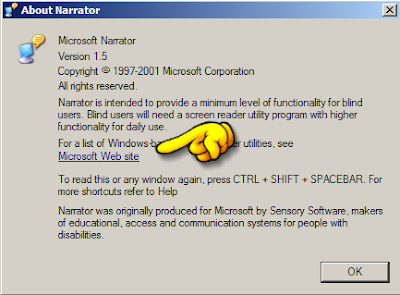 About Narrator
Microsoft Narrator
Version 1.5
Copyright © 1997-2001 Microsoft Corporation
All rights reserved.
Narrator is intended to provide a minimum level of functionality for blind
users. Blind users will need a screen reader utility program with higher
functionality for daily use.
For a list of Windows-ba er utilities, see
Microsoft Web site
To read this or any window again, press CTRL + SHIFT + SPACEBAR. For
more shortcuts refer to Help
Narrator was originally produced for Microsoft by Sensory Software, makers
of educational, access and communication systems for people with
disabilities.
OK